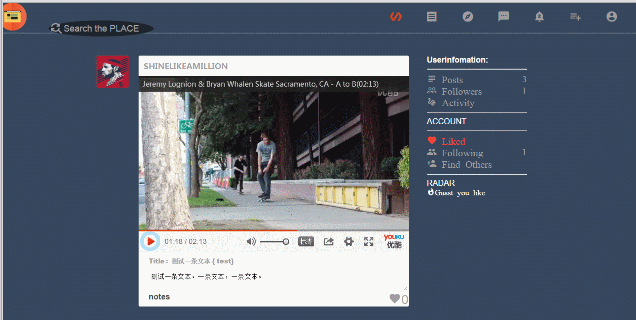 Search the PLACE
SHINELIKEAMILLION
Jeremy Lognion & Bryan Whalen Skate Sacramento, CA - A to B(02:13)
优酷
01:18 / 02:13
youku
优酷
Title : 测试一条文本 ( test)
测试一条文本,一条文本,一条文本。
notes
0
Userinfomation:
Posts 3
Followers 1
Activity
ACCOUNT
Liked
Following 1
Find Others
RADAR
Guest you like